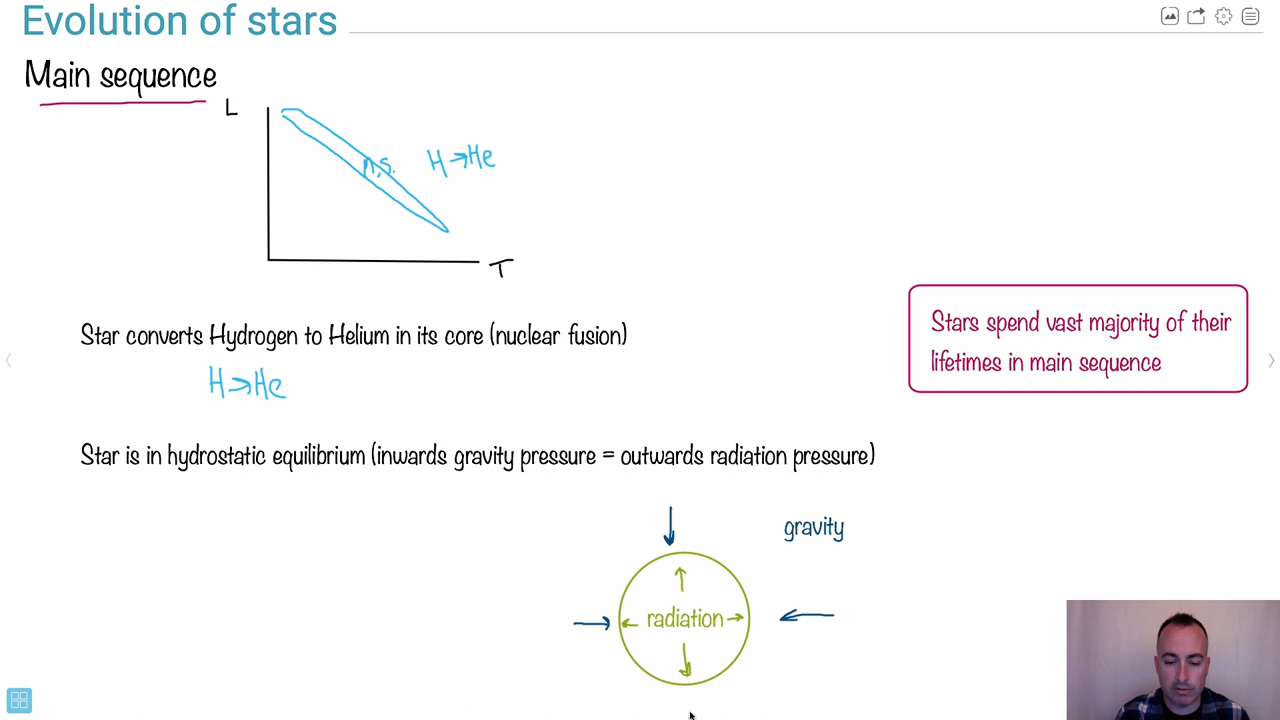 Evolution of stars
Main sequence
L
m.s.
H→He
T
Star converts Hydrogen to Helium in its core (nuclear fusion)
H→He
Stars spend vast majority of their
lifetimes in main sequence
Star is in hydrostatic equilibrium (inwards gravity pressure = outwards radiation pressure)
gravity
radiation